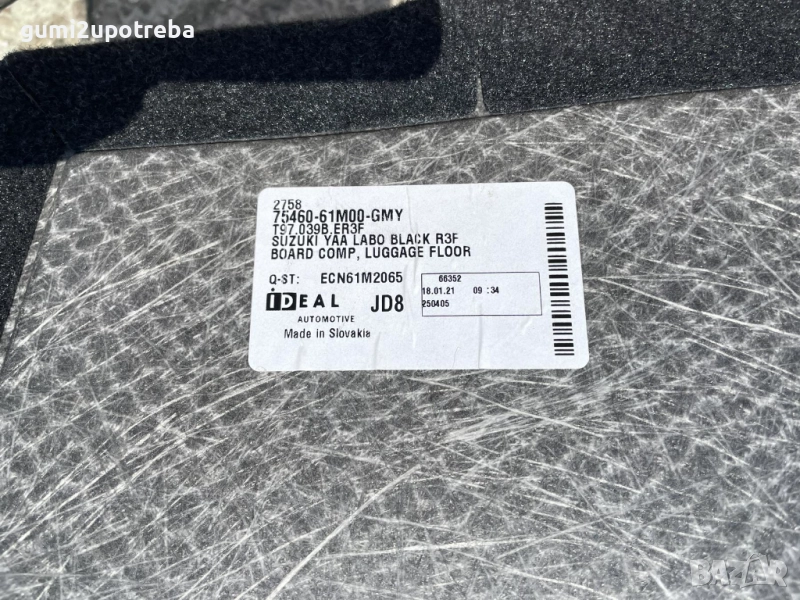 gumi2upotreba
2758
75460-61M00-GMY
T97.039B.ER3F
SUZUKI YAA LABO BLACK R3F
BOARD COMP, LUGGAGE FLOOR
Q-ST: ECN61M2065
66352
18.01.21 09 :34
250405
iDEAL JD8
AUTOMOTIVE
Made in Slovakia
BAZAR